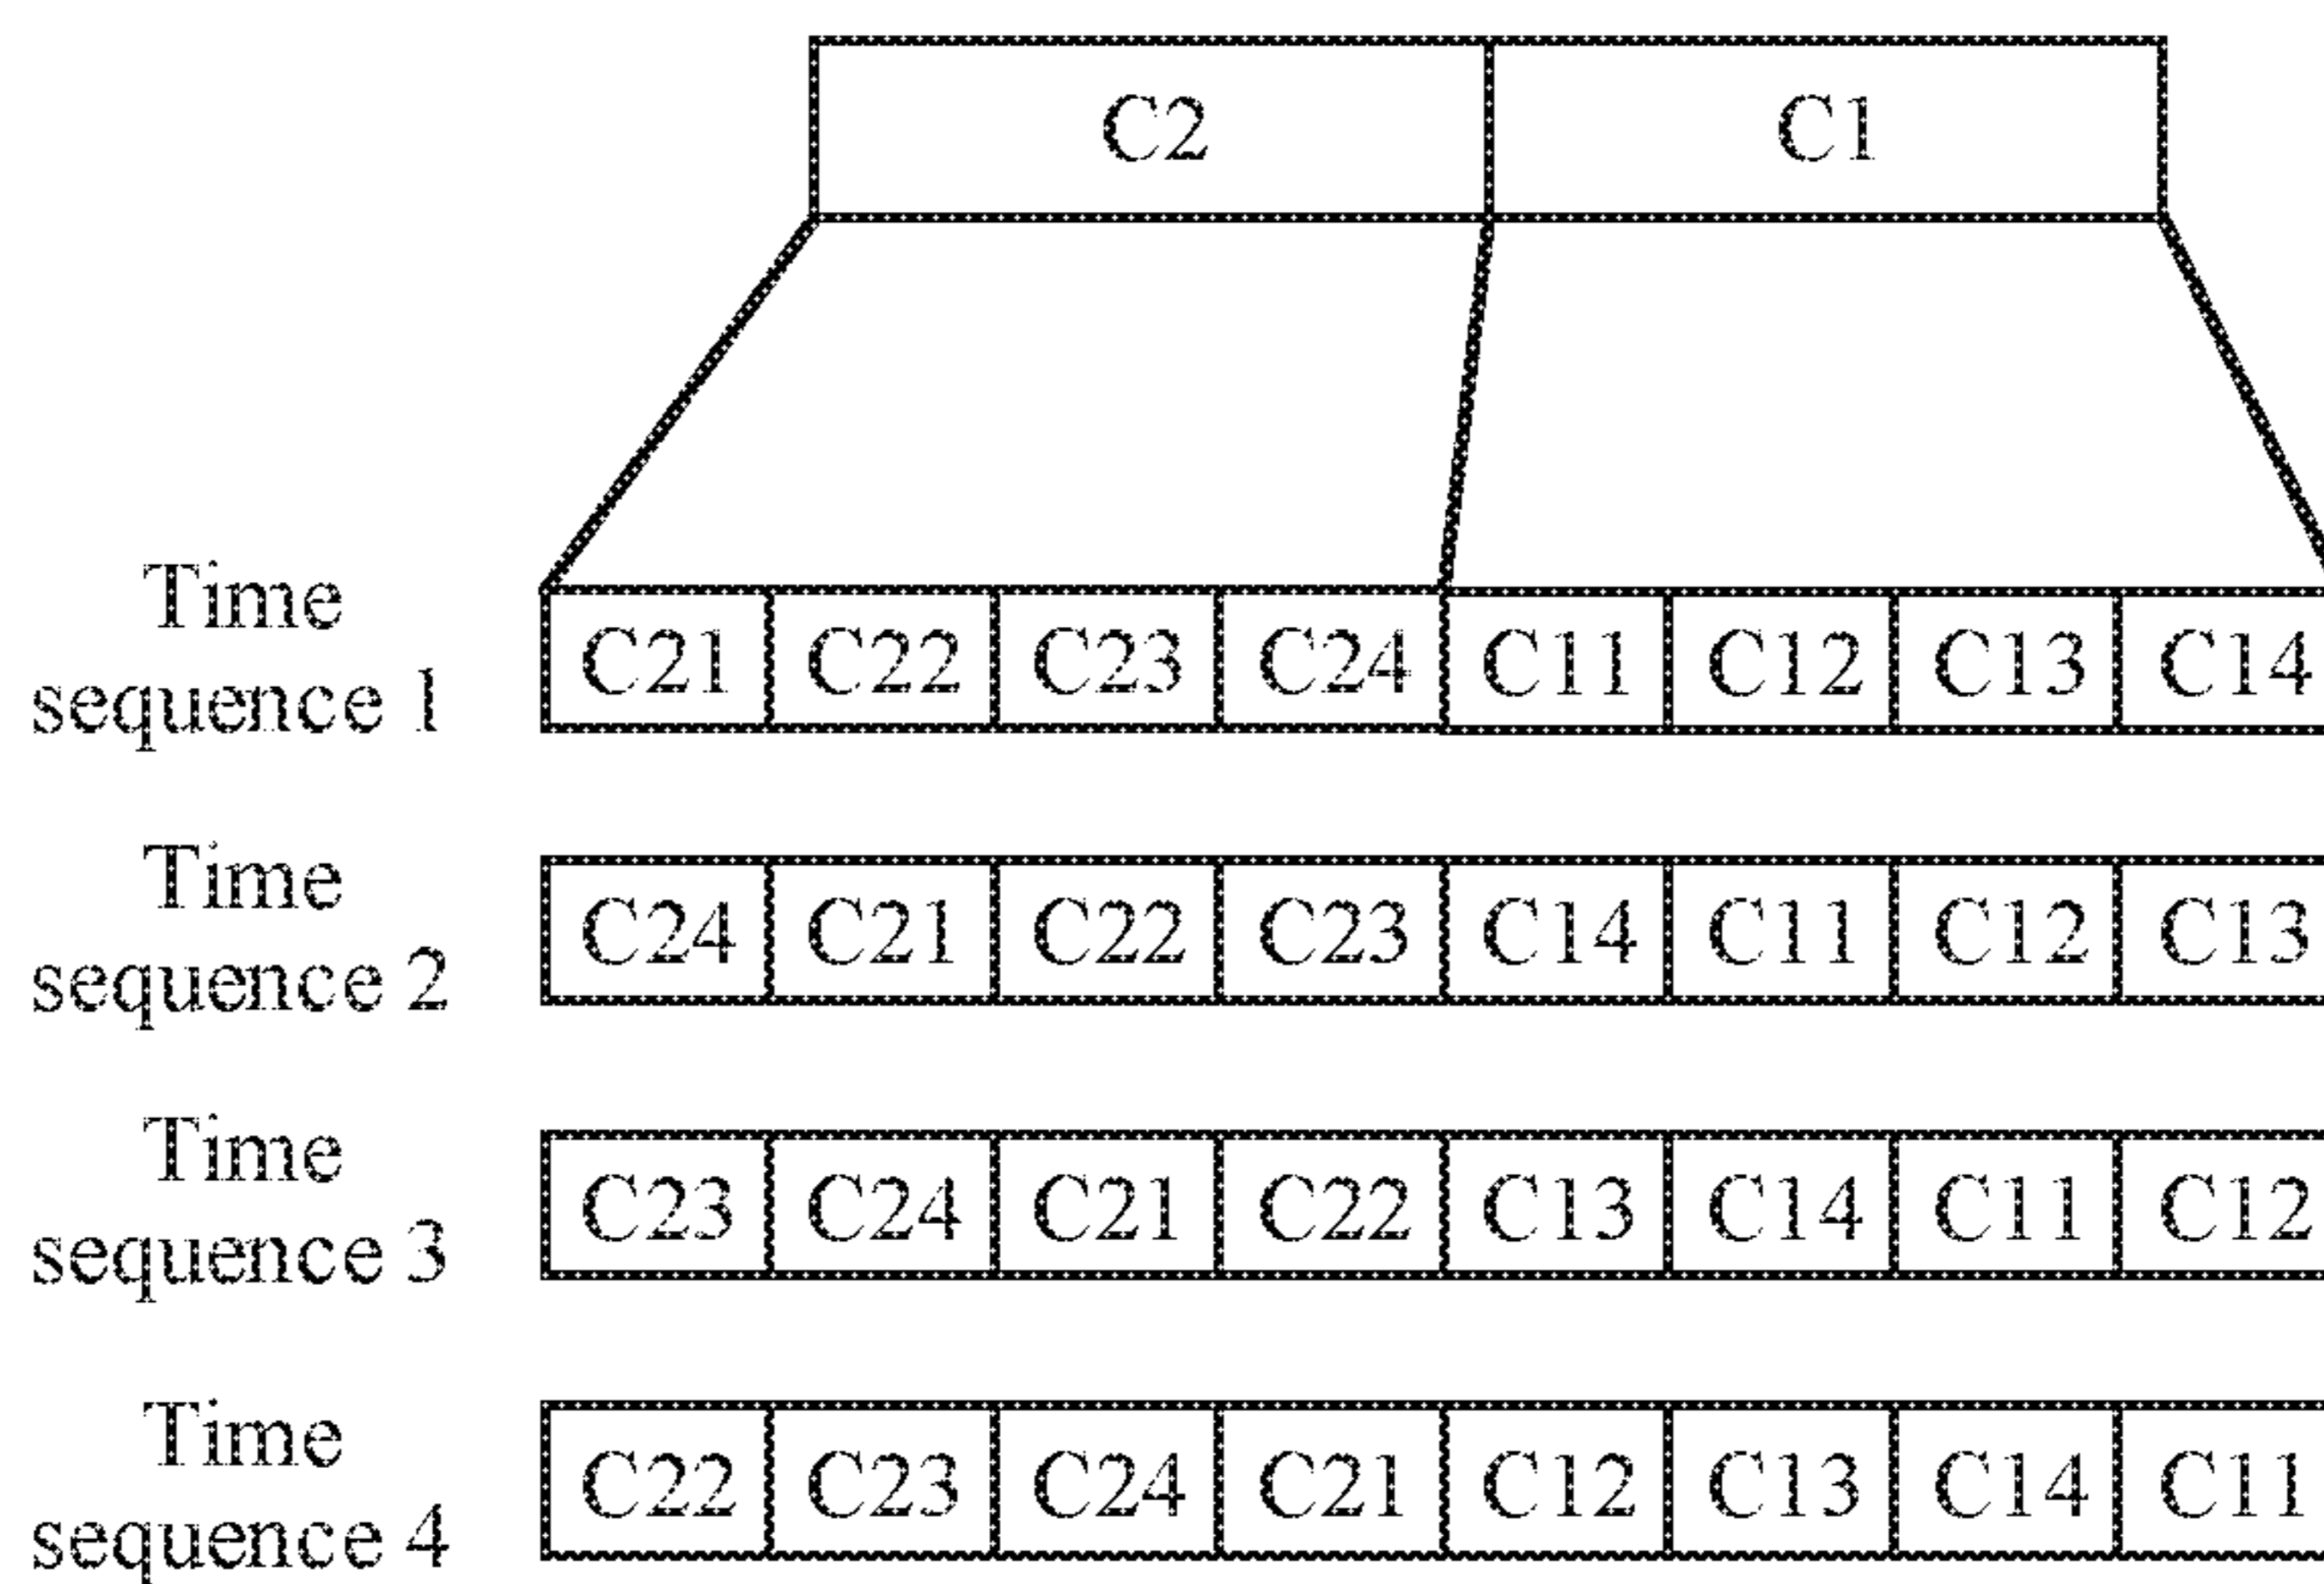 C2 C1
Time
sequence 1
C21 C22 C23 C24 C11 C12 C13 C14
Time
sequence 2
C24 C21 C22 C23 C14 C11 C12 C13
Time
sequence 3
C23 C24 C21 C22 C13 C14 C11 C12
Time
sequence 4
C22 C23 C24 C21 C12 C13 C14 C11